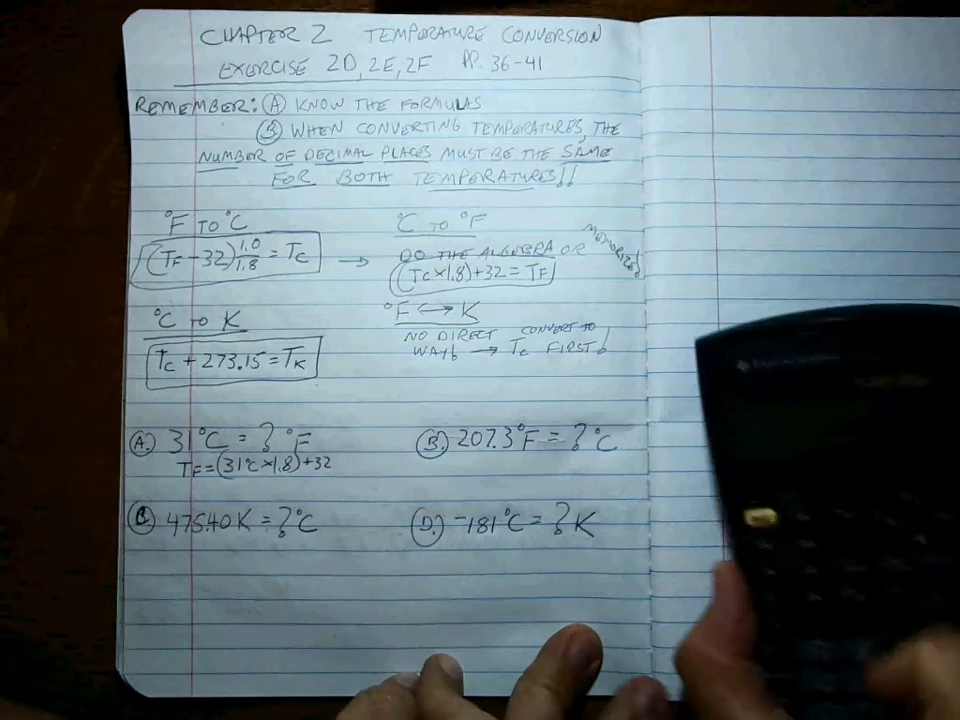 CHAPTER 2 TEMPERATURE CONVERSION
EXERCISE 2D, 2E, 2F PP. 36-41
REMEMBER: Ⓐ KNOW THE FORMULAS
Ⓑ WHEN CONVERTING TEMPERATURES, THE
NUMBER OF DECIMAL PLACES MUST BE THE SAME
FOR BOTH TEMPERATURES!!
°F TO °C
(TF - 32) 1.0/1.8 = TC →
°C TO °F
DO THE ALGEBRA OR
(TC × 1.8) + 32 = TF
MEMORIZE!
°C TO K
TC + 273.15 = TK
°F ↔ K
NO DIRECT WAY! → CONVERT TO TC FIRST!
Ⓐ. 31°C = ? °F
TF = (31°C × 1.8) + 32
Ⓑ. 207.3°F = ? °C
475.40 K = ? °C
Ⓓ. -181°C = ? K